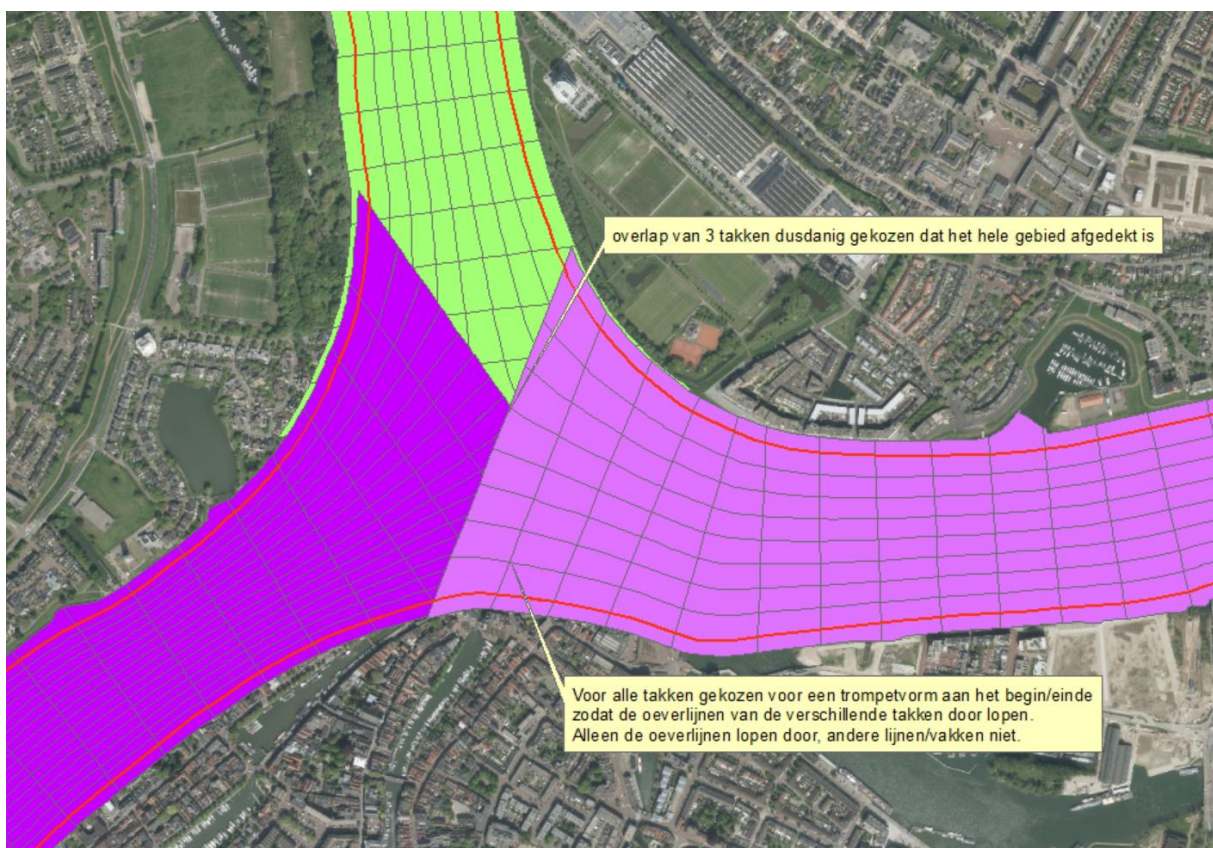 overlap van 3 takken dusdanig gekozen dat het hele gebied afgedekt is
Voor alle takken gekozen voor een trompetvorm aan het begin/einde
zodat de oeverlijnen van de verschillende takken door lopen.
Alleen de oeverlijnen lopen door, andere lijnen/vakken niet.